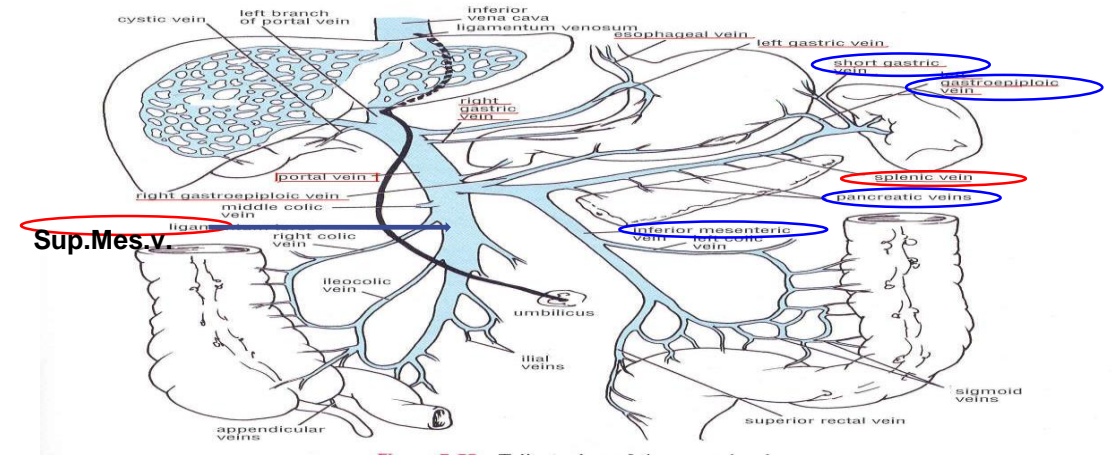 cystic vein
left branch
of portal vein
inferior
vena cava
ligamentum venosum
esophageal vein
left gastric vein
short gastric
vein
gastroepiploic
vein
right
gastric
vein
portal vein
splenic vein
right gastroepiploic vein
pancreatic veins
middle colic
vein
Sup.Mes.v.
right colic
vein
inferior mesenteric
vein
left colic
vein
ileocolic
vein
umbilicus
ilial
veins
sigmoid
veins
superior rectal vein
appendicular
veins